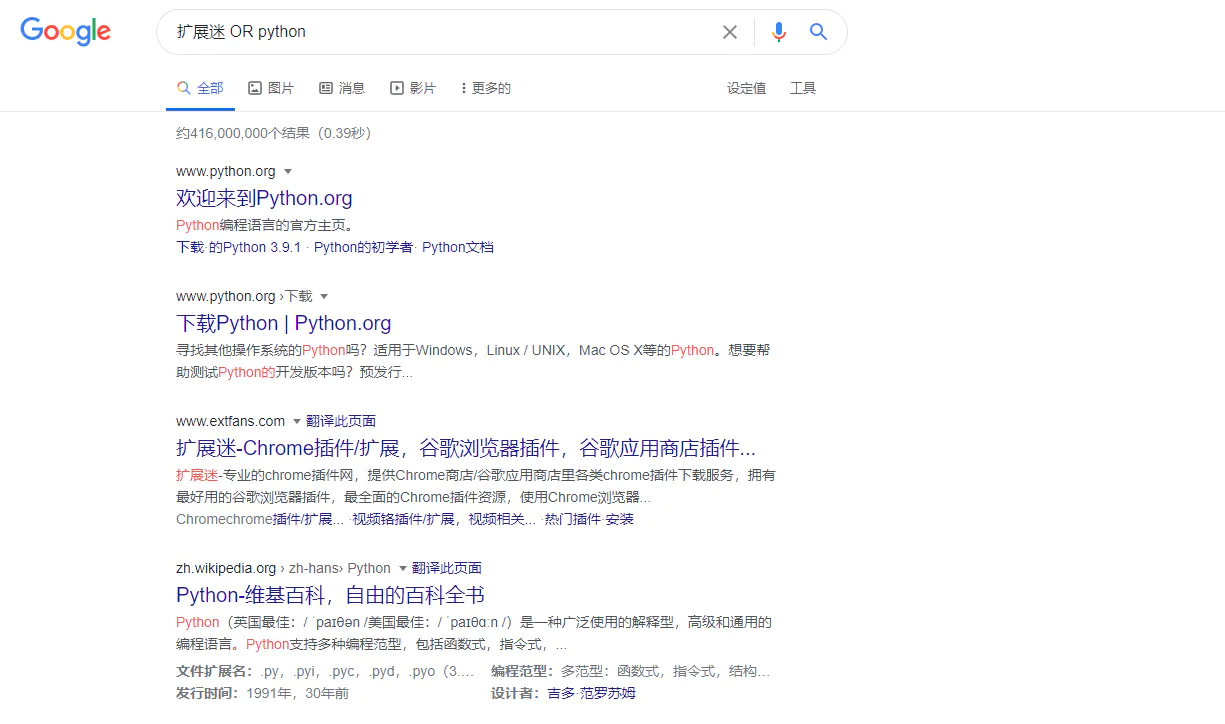 Google
扩展迷 OR python
全部 图片 消息 影片 更多的 设定值 工具
约416,000,000个结果（0.39秒）
www.python.org
欢迎来到Python.org
Python编程语言的官方主页。
下载·的Python 3.9.1 · Python的初学者· Python文档
www.python.org ›下载
下载Python | Python.org
寻找其他操作系统的Python吗？适用于Windows，Linux / UNIX，Mac OS X等的Python。想要帮
助测试Python的开发版本吗？预发行...
www.extfans.com 翻译此页面
扩展迷-Chrome插件/扩展，谷歌浏览器插件，谷歌应用商店插件...
扩展迷-专业的chrome插件网，提供Chrome商店/谷歌应用商店里各类chrome插件下载服务，拥有
最好用的谷歌浏览器插件，最全面的Chrome插件资源，使用Chrome浏览器...
Chromechrome插件/扩展... ·视频铬插件/扩展，视频相关... ·热门插件·安装
zh.wikipedia.org › zh-hans› Python 翻译此页面
Python-维基百科，自由的百科全书
Python（英国最佳：/ ˈpaɪθən /美国最佳：/ ˈpaɪθɑːn /）是一种广泛使用的解释型，高级和通用的
编程语言。Python支持多种编程范型，包括函数式，指令式，...
文件扩展名：.py，.pyi，.pyc，.pyd，.pyo（3.... 编程范型：多范型：函数式，指令式，结构...
发行时间：1991年，30年前 设计者：吉多·范罗苏姆